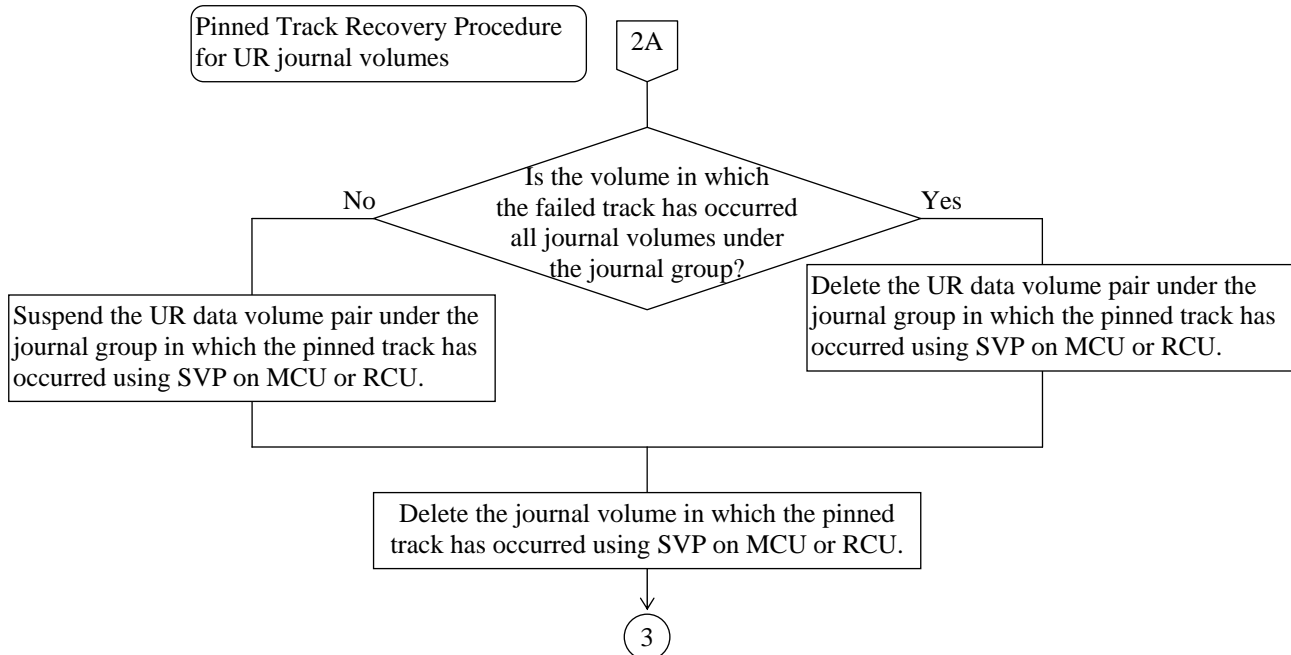 Pinned Track Recovery Procedure
for UR journal volumes
2A
Is the volume in which
the failed track has occurred
all journal volumes under
the journal group?
No
Yes
Suspend the UR data volume pair under the
journal group in which the pinned track has
occurred using SVP on MCU or RCU.
Delete the UR data volume pair under the
journal group in which the pinned track has
occurred using SVP on MCU or RCU.
Delete the journal volume in which the pinned
track has occurred using SVP on MCU or RCU.
3